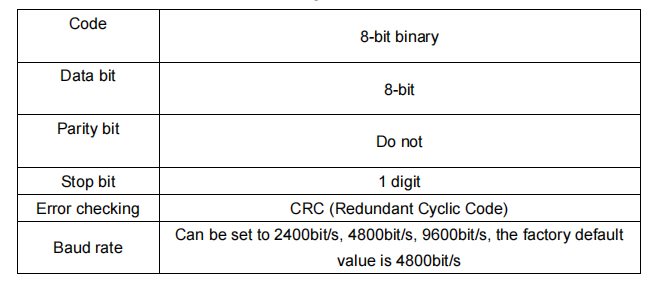 Code
8-bit binary
Data bit
8-bit
Parity bit
Do not
Stop bit
1 digit
Error checking
CRC (Redundant Cyclic Code)
Baud rate
Can be set to 2400bit/s, 4800bit/s, 9600bit/s, the factory default
value is 4800bit/s